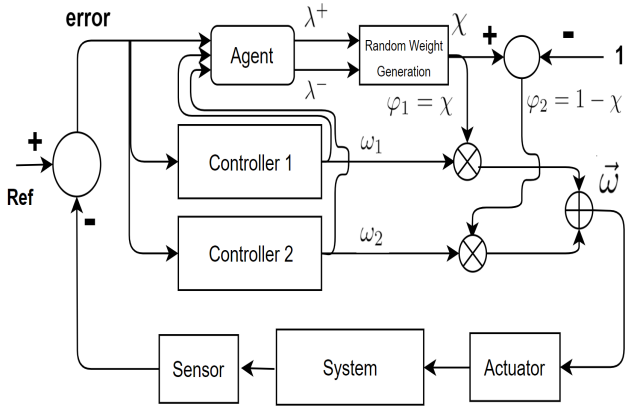 error
λ⁺
χ
+
-
Agent
Random Weight
Generation
1
λ⁻
φ₁ = χ
φ₂ = 1 − χ
+
Controller 1
ω₁
Ref
ω⃗
-
Controller 2
ω₂
Sensor
System
Actuator